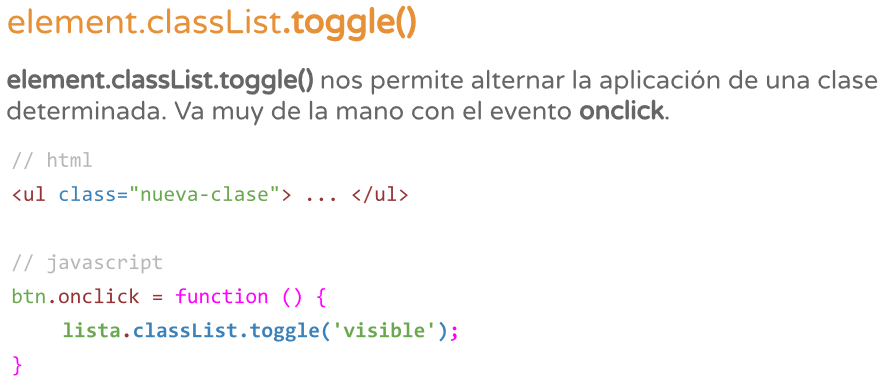 element.classList.toggle()
element.classList.toggle() nos permite alternar la aplicación de una clase
determinada. Va muy de la mano con el evento onclick.
// html
<ul class="nueva-clase"> ... </ul>
// javascript
btn.onclick = function () {
lista.classList.toggle('visible');
}